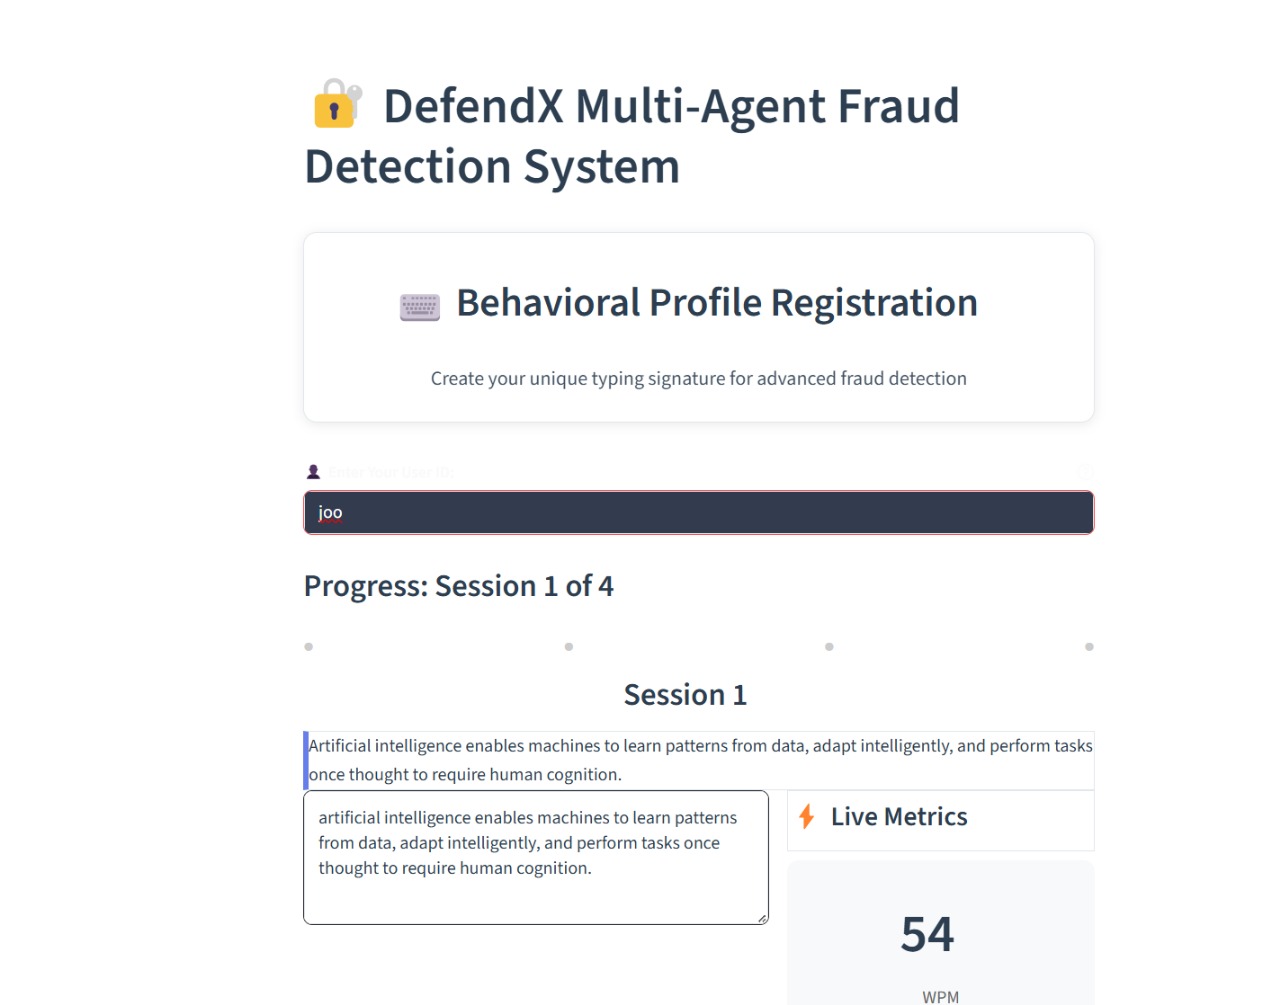 DefendX Multi-Agent Fraud
Detection System
Behavioral Profile Registration
Create your unique typing signature for advanced fraud detection
Enter Your User ID:
joo
Progress: Session 1 of 4
Session 1
Artificial intelligence enables machines to learn patterns from data, adapt intelligently, and perform tasks
once thought to require human cognition.
artificial intelligence enables machines to learn patterns
from data, adapt intelligently, and perform tasks once
thought to require human cognition.
Live Metrics
54
WPM